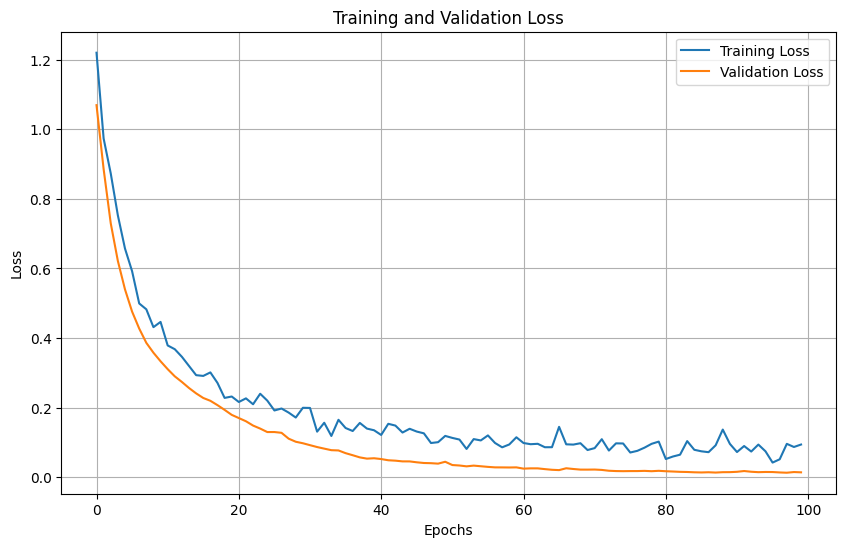 Training and Validation Loss
Training Loss
Validation Loss
1.2
1.0
0.8
0.6
0.4
0.2
0.0
Loss
0 20 40 60 80 100
Epochs